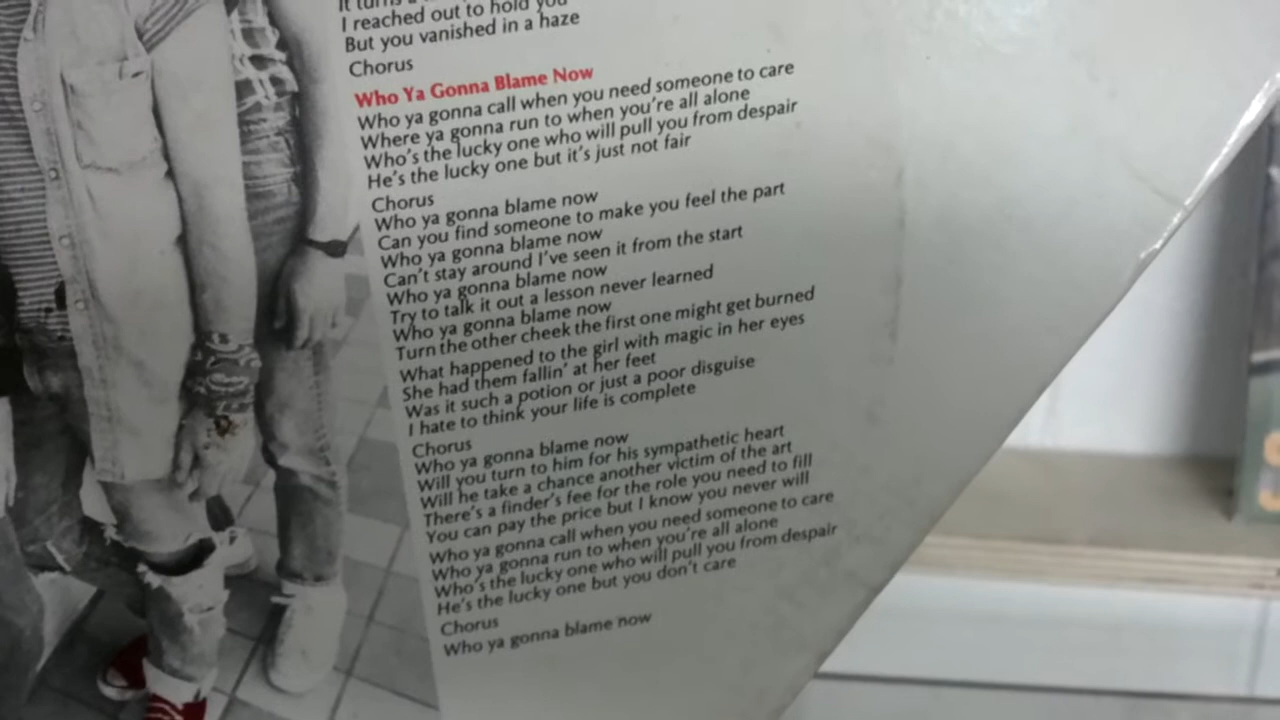 It turns a
I reached out to hold you
But you vanished in a haze
Chorus
Who Ya Gonna Blame Now
Who ya gonna call when you need someone to care
Where ya gonna run to when you're all alone
Who's the lucky one who will pull you from despair
He's the lucky one but it's just not fair
Chorus
Who ya gonna blame now
Can you find someone to make you feel the part
Who ya gonna blame now
Can't stay around I've seen it from the start
Who ya gonna blame now
Try to talk it out a lesson never learned
Who ya gonna blame now
Turn the other cheek the first one might get burned
What happened to the girl with magic in her eyes
She had them fallin' at her feet
Was it such a potion or just a poor disguise
I hate to think your life is complete
Chorus
Who ya gonna blame now
Will you turn to him for his sympathetic heart
Will he take a chance another victim of the art
There's a finder's fee for the role you need to fill
You can pay the price but I know you never will
Who ya gonna call when you need someone to care
Who ya gonna run to when you're all alone
Who's the lucky one who will pull you from despair
He's the lucky one but you don't care
Chorus
Who ya gonna blame now